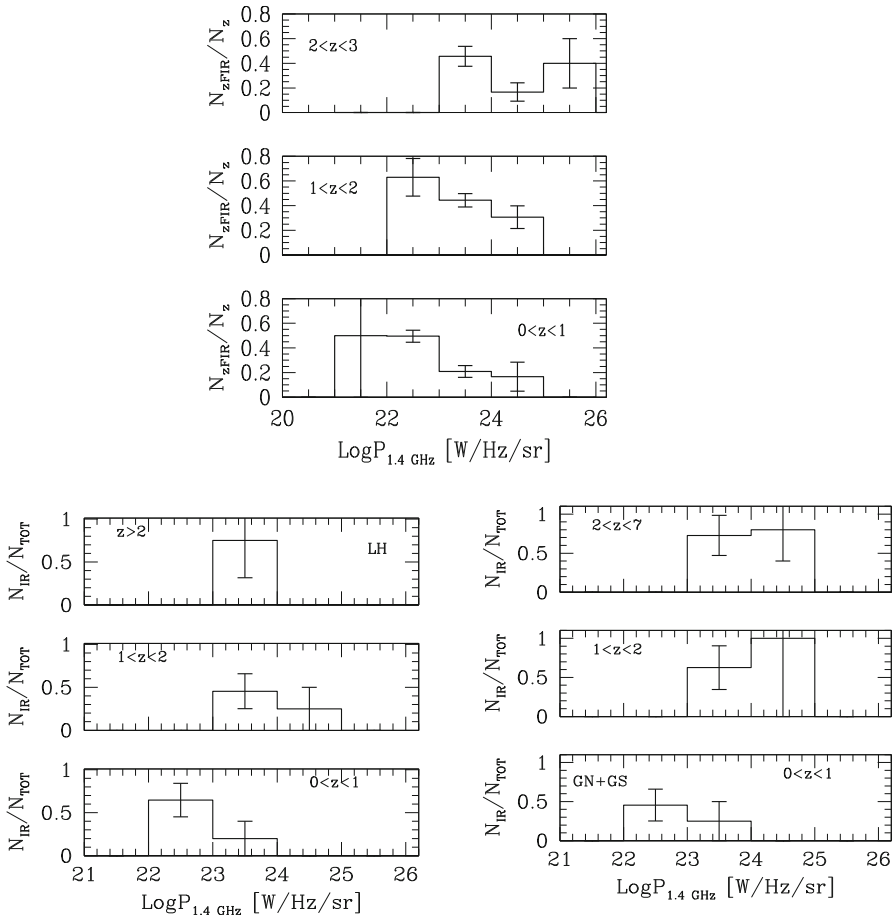 0.8
0.6
0.4
0.2
0
N_zFIR/N_z
2<z<3
0.8
0.6
0.4
0.2
0
N_zFIR/N_z
1<z<2
0.8
0.6
0.4
0.2
0
N_zFIR/N_z
0<z<1
20 22 24 26
LogP_1.4 GHz [W/Hz/sr]
1
0.5
0
N_IR/N_TOT
z>2
LH
1
0.5
0
N_IR/N_TOT
1<z<2
1
0.5
0
N_IR/N_TOT
0<z<1
21 22 23 24 25 26
LogP_1.4 GHz [W/Hz/sr]
1
0.5
0
N_IR/N_TOT
2<z<7
1
0.5
0
N_IR/N_TOT
1<z<2
1
0.5
0
N_IR/N_TOT
GN+GS
0<z<1
21 22 23 24 25 26
LogP_1.4 GHz [W/Hz/sr]